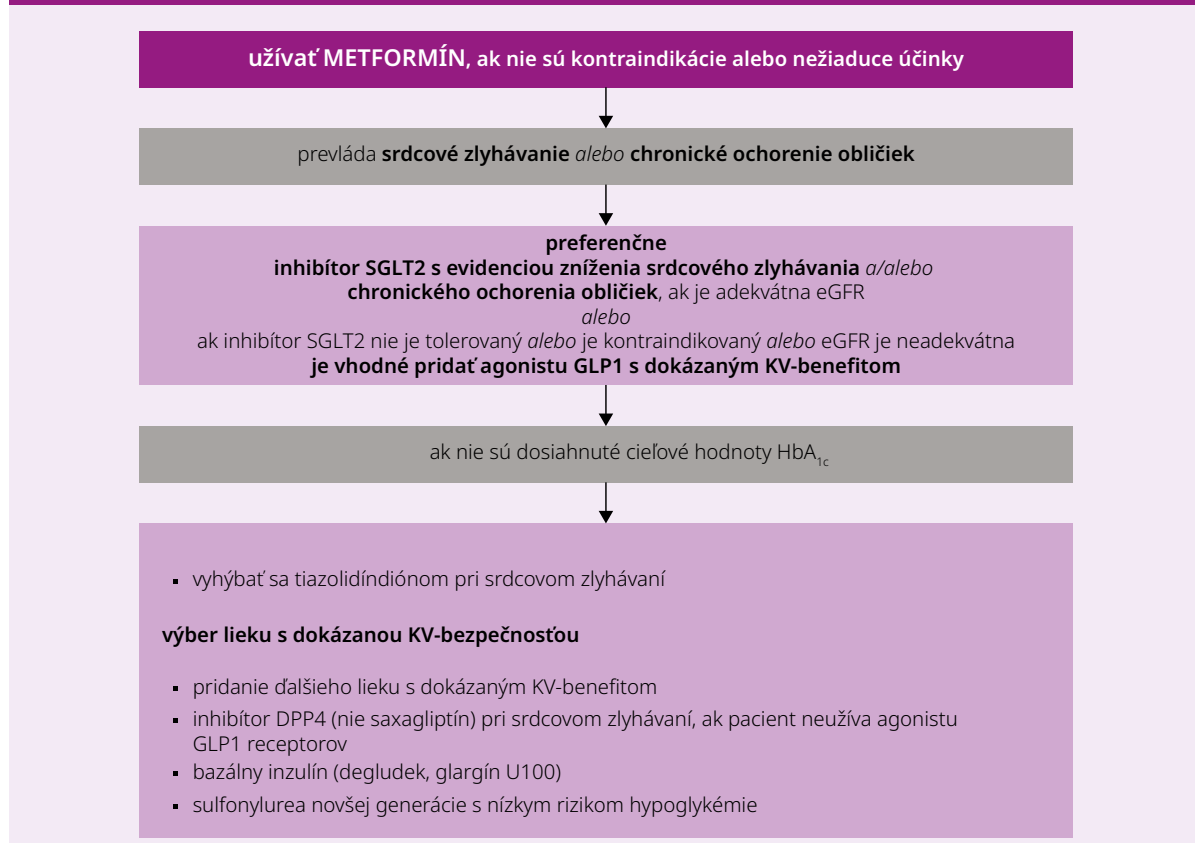 užívať METFORMÍN, ak nie sú kontraindikácie alebo nežiaduce účinky
prevláda srdcové zlyhávanie alebo chronické ochorenie obličiek
preferenčne
inhibítor SGLT2 s evidenciou zníženia srdcového zlyhávania a/alebo
chronického ochorenia obličiek, ak je adekvátna eGFR
alebo
ak inhibítor SGLT2 nie je tolerovaný alebo je kontraindikovaný alebo eGFR je neadekvátna
je vhodné pridať agonistu GLP1 s dokázaným KV-benefitom
ak nie sú dosiahnuté cieľové hodnoty HbA1c
▪ vyhýbať sa tiazolidíndiónom pri srdcovom zlyhávaní
výber lieku s dokázanou KV-bezpečnosťou
▪ pridanie ďalšieho lieku s dokázaným KV-benefitom
▪ inhibítor DPP4 (nie saxagliptín) pri srdcovom zlyhávaní, ak pacient neužíva agonistu
GLP1 receptorov
▪ bazálny inzulín (degludek, glargín U100)
▪ sulfonylurea novšej generácie s nízkym rizikom hypoglykémie